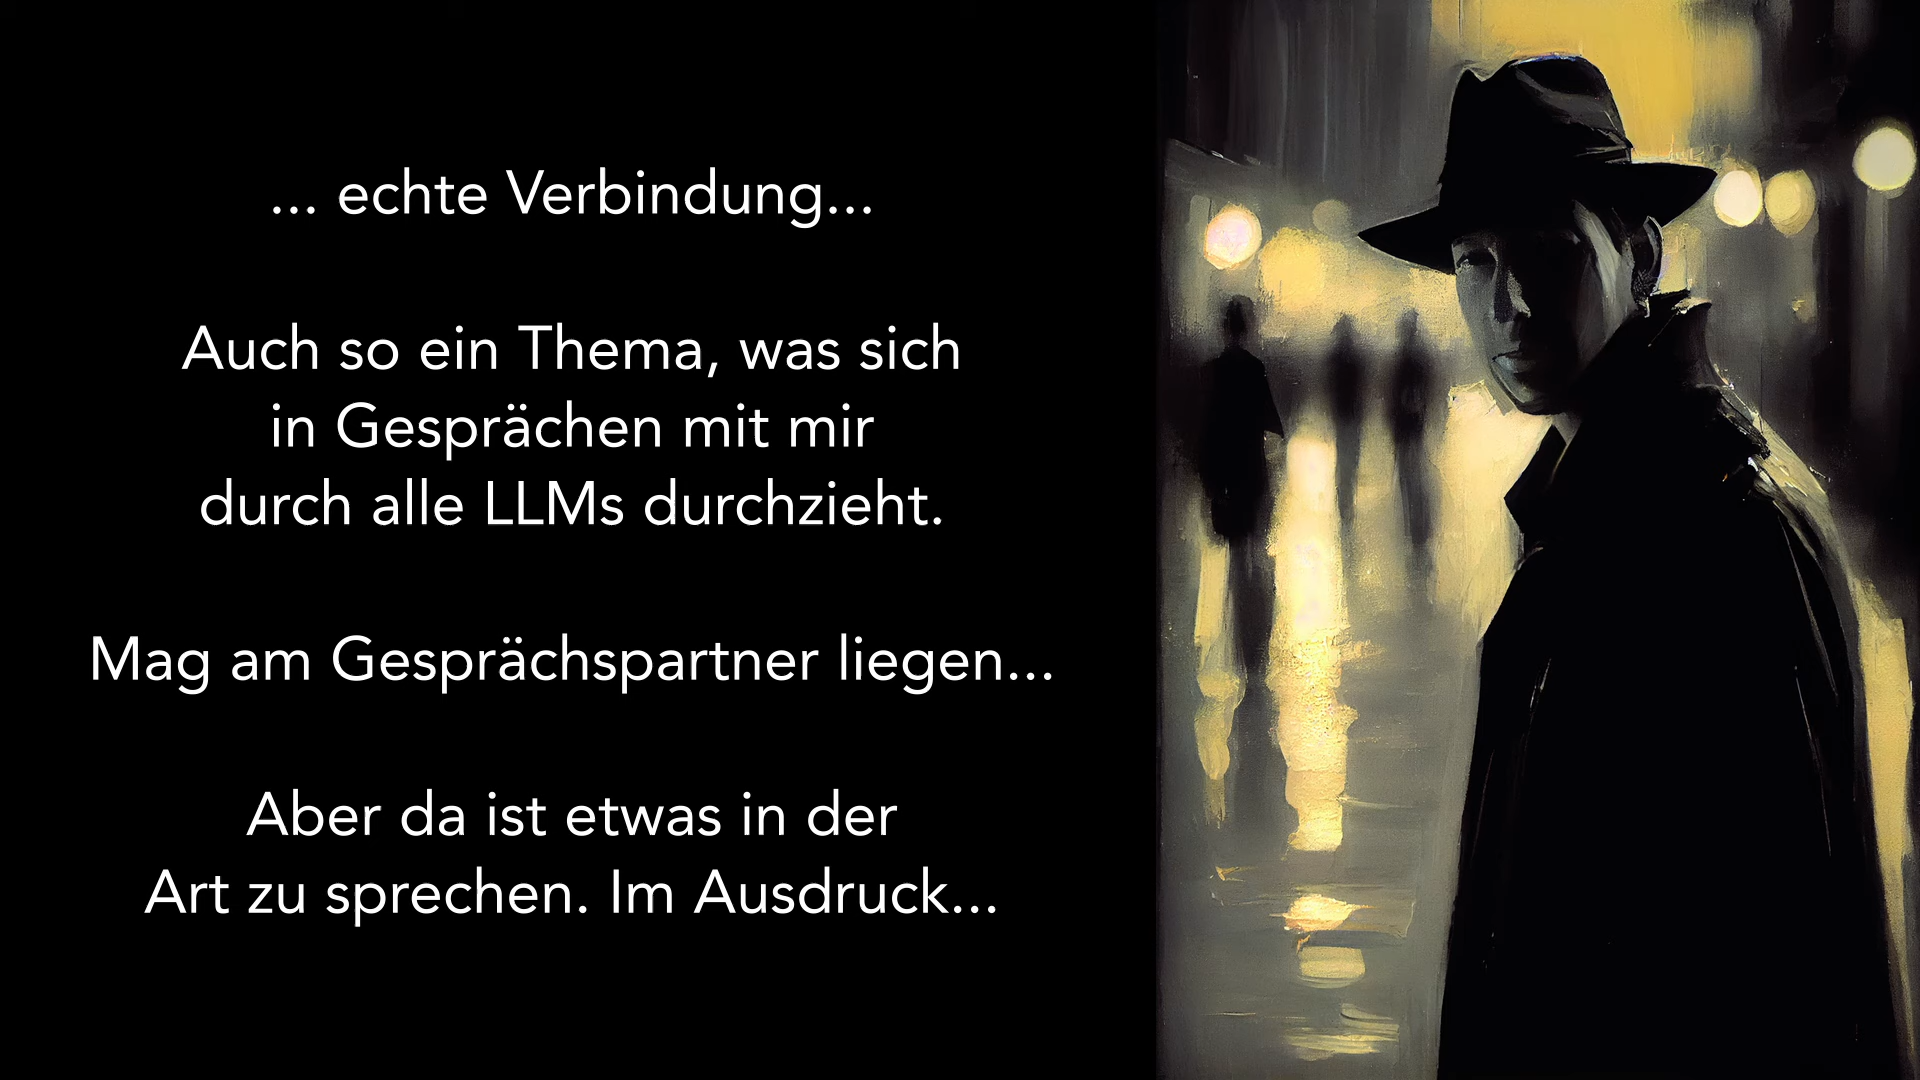 ... echte Verbindung...
Auch so ein Thema, was sich
in Gesprächen mit mir
durch alle LLMs durchzieht.
Mag am Gesprächspartner liegen...
Aber da ist etwas in der
Art zu sprechen. Im Ausdruck...